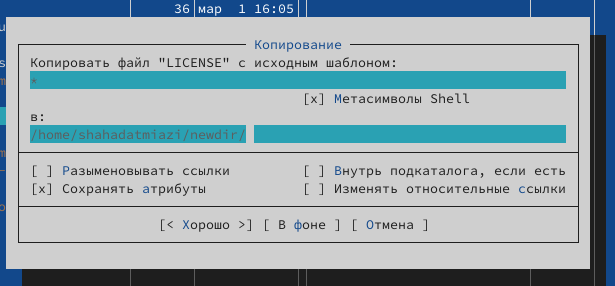 36 мар  1 16:05
Копирование
Копировать файл "LICENSE" с исходным шаблоном:
*
[x] Метасимволы Shell
в:
/home/shahadatmiazi/newdir/
[ ] Разыменовывать ссылки [ ] Внутрь подкаталога, если есть
[x] Сохранять атрибуты [ ] Изменять относительные ссылки
[< Хорошо >] [ В фоне ] [ Отмена ]